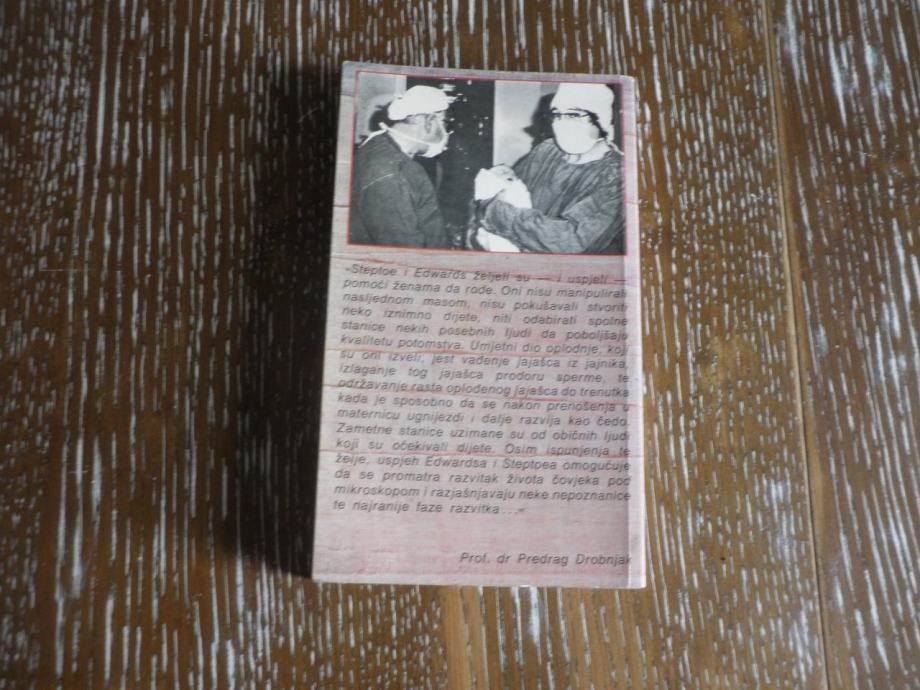 »Steptoe i Edwards željeli su — i uspjeli —
pomoći ženama da rode. Oni nisu manipulirali
nasljednom masom, nisu pokušavali stvoriti
neko iznimno dijete, niti odabirati spolne
stanice nekih posebnih ljudi da poboljšaju
kvalitetu potomstva. Umjetni dio oplodnje, koji
su oni izveli, jest vađenje jajašca iz jajnika,
izlaganje tog jajašca prodoru sperme, te
održavanje rasta oplođenog jajašca do trenutka
kada je sposobno da se nakon prenošenja u
maternicu ugnijezdi i dalje razvija kao čedo.
Zametne stanice uzimane su od običnih ljudi
koji su očekivali dijete. Osim ispunjenja te
želje, uspjeh Edwardsa i Steptoea omogućuje
da se promatra razvitak života čovjeka pod
mikroskopom i razjašnjavaju neke nepoznanice
te najranije faze razvitka...«
Prof. dr Predrag Drobnjak